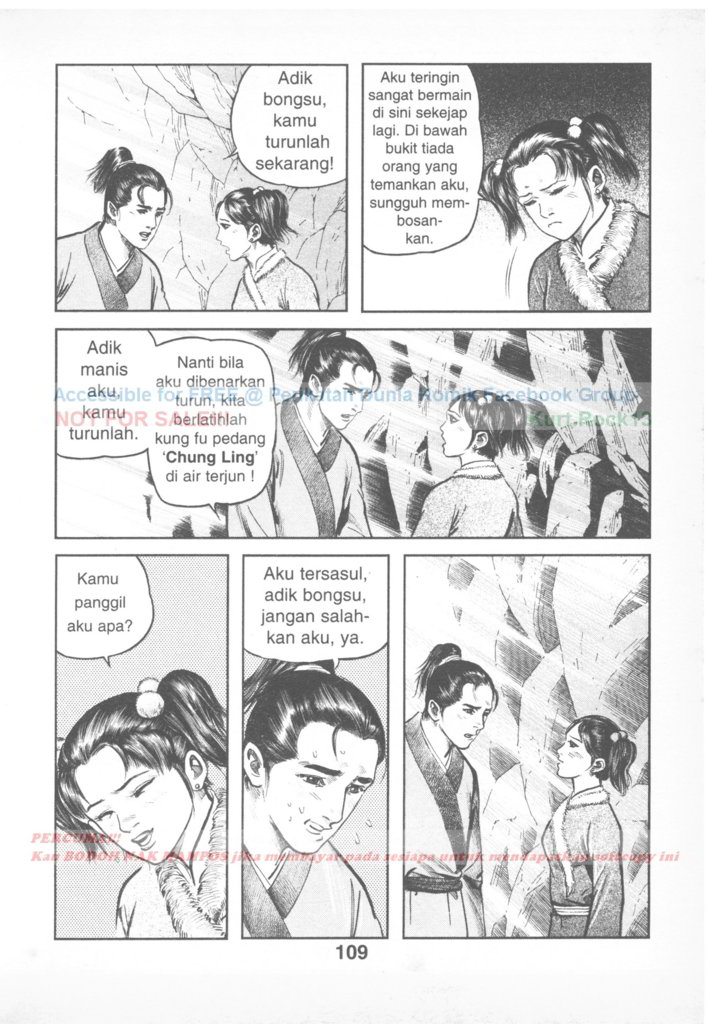 Adik
bongsu,
kamu
turunlah
sekarang!
Aku teringin
sangat bermain
di sini sekejap
lagi. Di bawah
bukit tiada
orang yang
temankan aku,
sungguh mem-
bosan-
kan.
Adik
manis
aku,
kamu
turunlah.
Nanti bila
aku dibenarkan
turun, kita
berlatihlah
kung fu pedang
‘Chung Ling’
di air terjun !
Accessible for FREE @ Pecintan Dunia Komik Facebook Group
NOT FOR SALE!!!
Kurt Rock13
Kamu
panggil
aku apa?
Aku tersasul,
adik bongsu,
jangan salah-
kan aku, ya.
PERCUMA!!!
Kau BODOH NAK MAMPOS jika membayar pada sesiapa untuk mendapatkan softcopy ini
109